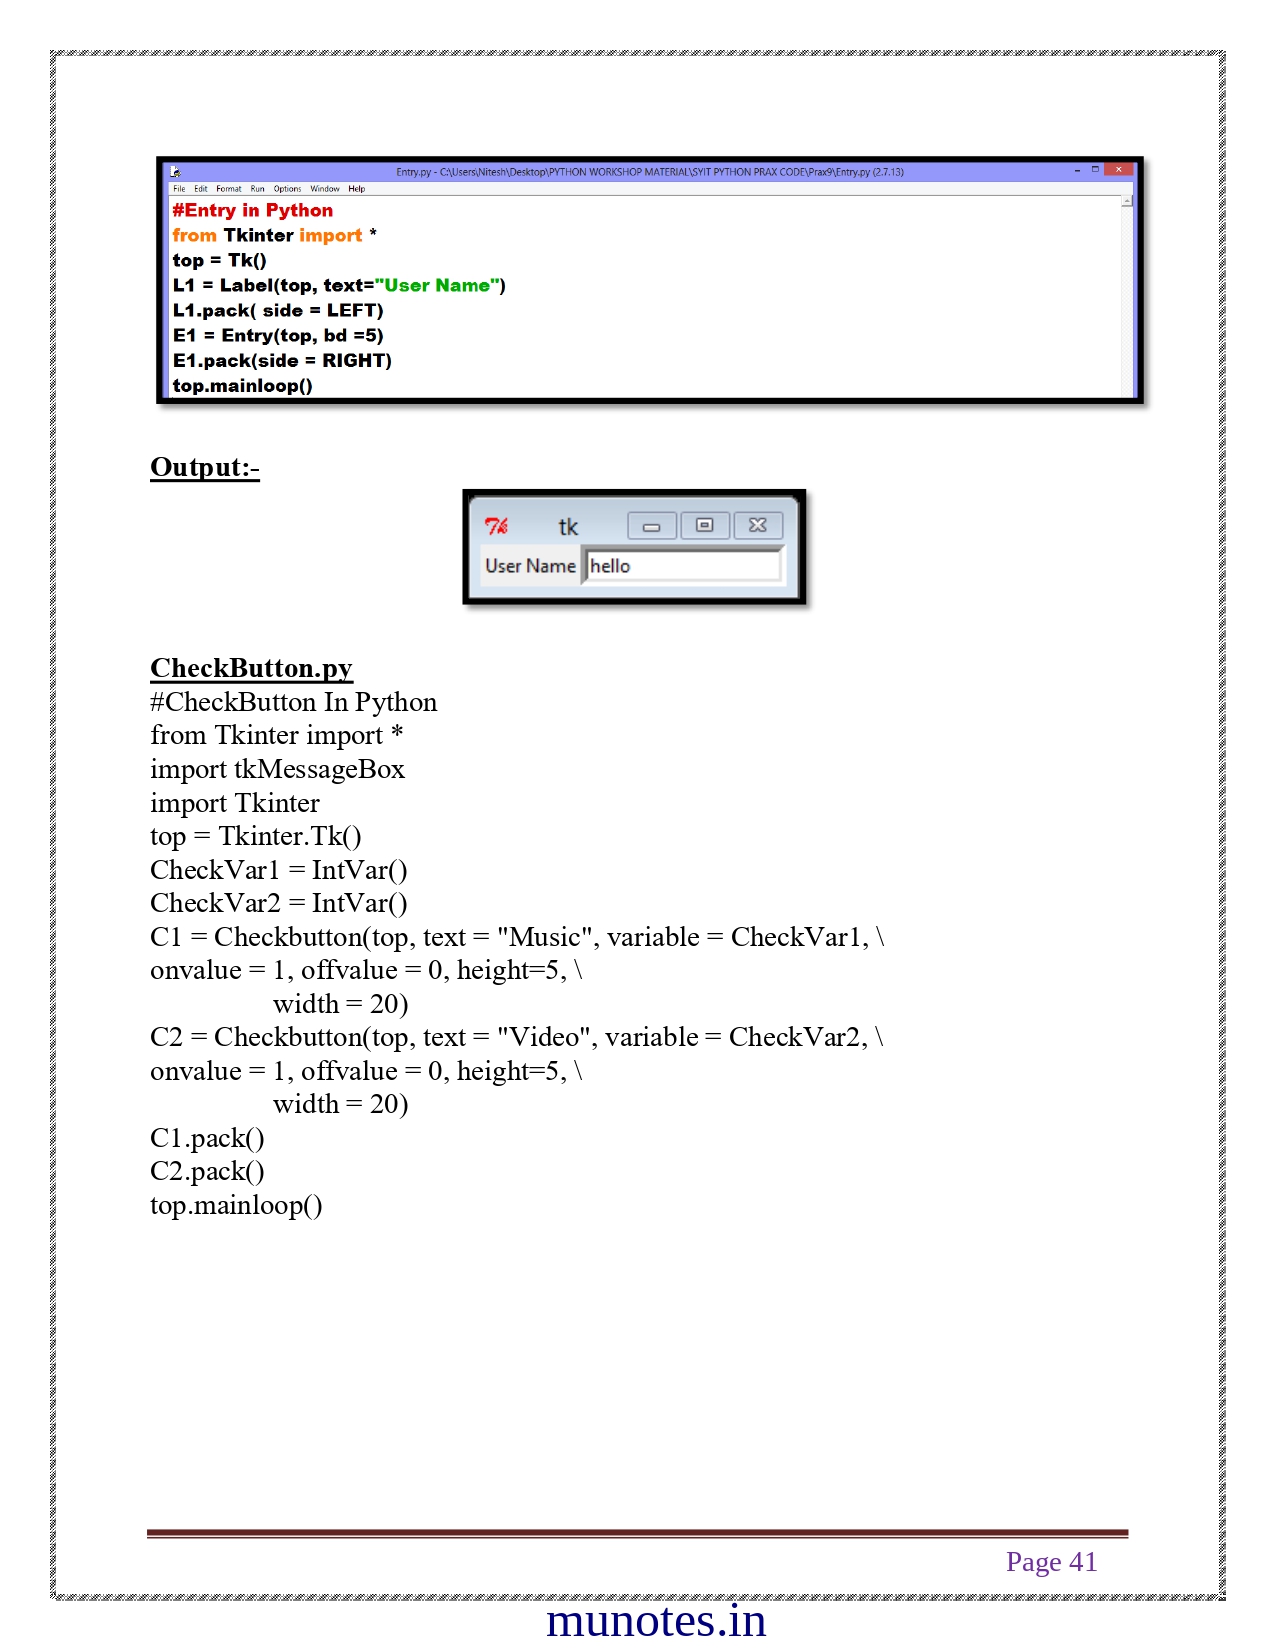 Entry.py - C:\Users\Nitesh\Desktop\PYTHON WORKSHOP MATERIAL\SYIT PYTHON PRAX CODE\Prax9\Entry.py (2.7.13)
File Edit Format Run Options Window Help
#Entry in Python
from Tkinter import *
top = Tk()
L1 = Label(top, text="User Name")
L1.pack( side = LEFT)
E1 = Entry(top, bd =5)
E1.pack(side = RIGHT)
top.mainloop()
Output:-
tk
User Name hello
CheckButton.py
#CheckButton In Python
from Tkinter import *
import tkMessageBox
import Tkinter
top = Tkinter.Tk()
CheckVar1 = IntVar()
CheckVar2 = IntVar()
C1 = Checkbutton(top, text = "Music", variable = CheckVar1, \
onvalue = 1, offvalue = 0, height=5, \
width = 20)
C2 = Checkbutton(top, text = "Video", variable = CheckVar2, \
onvalue = 1, offvalue = 0, height=5, \
width = 20)
C1.pack()
C2.pack()
top.mainloop()
Page 41
munotes.in